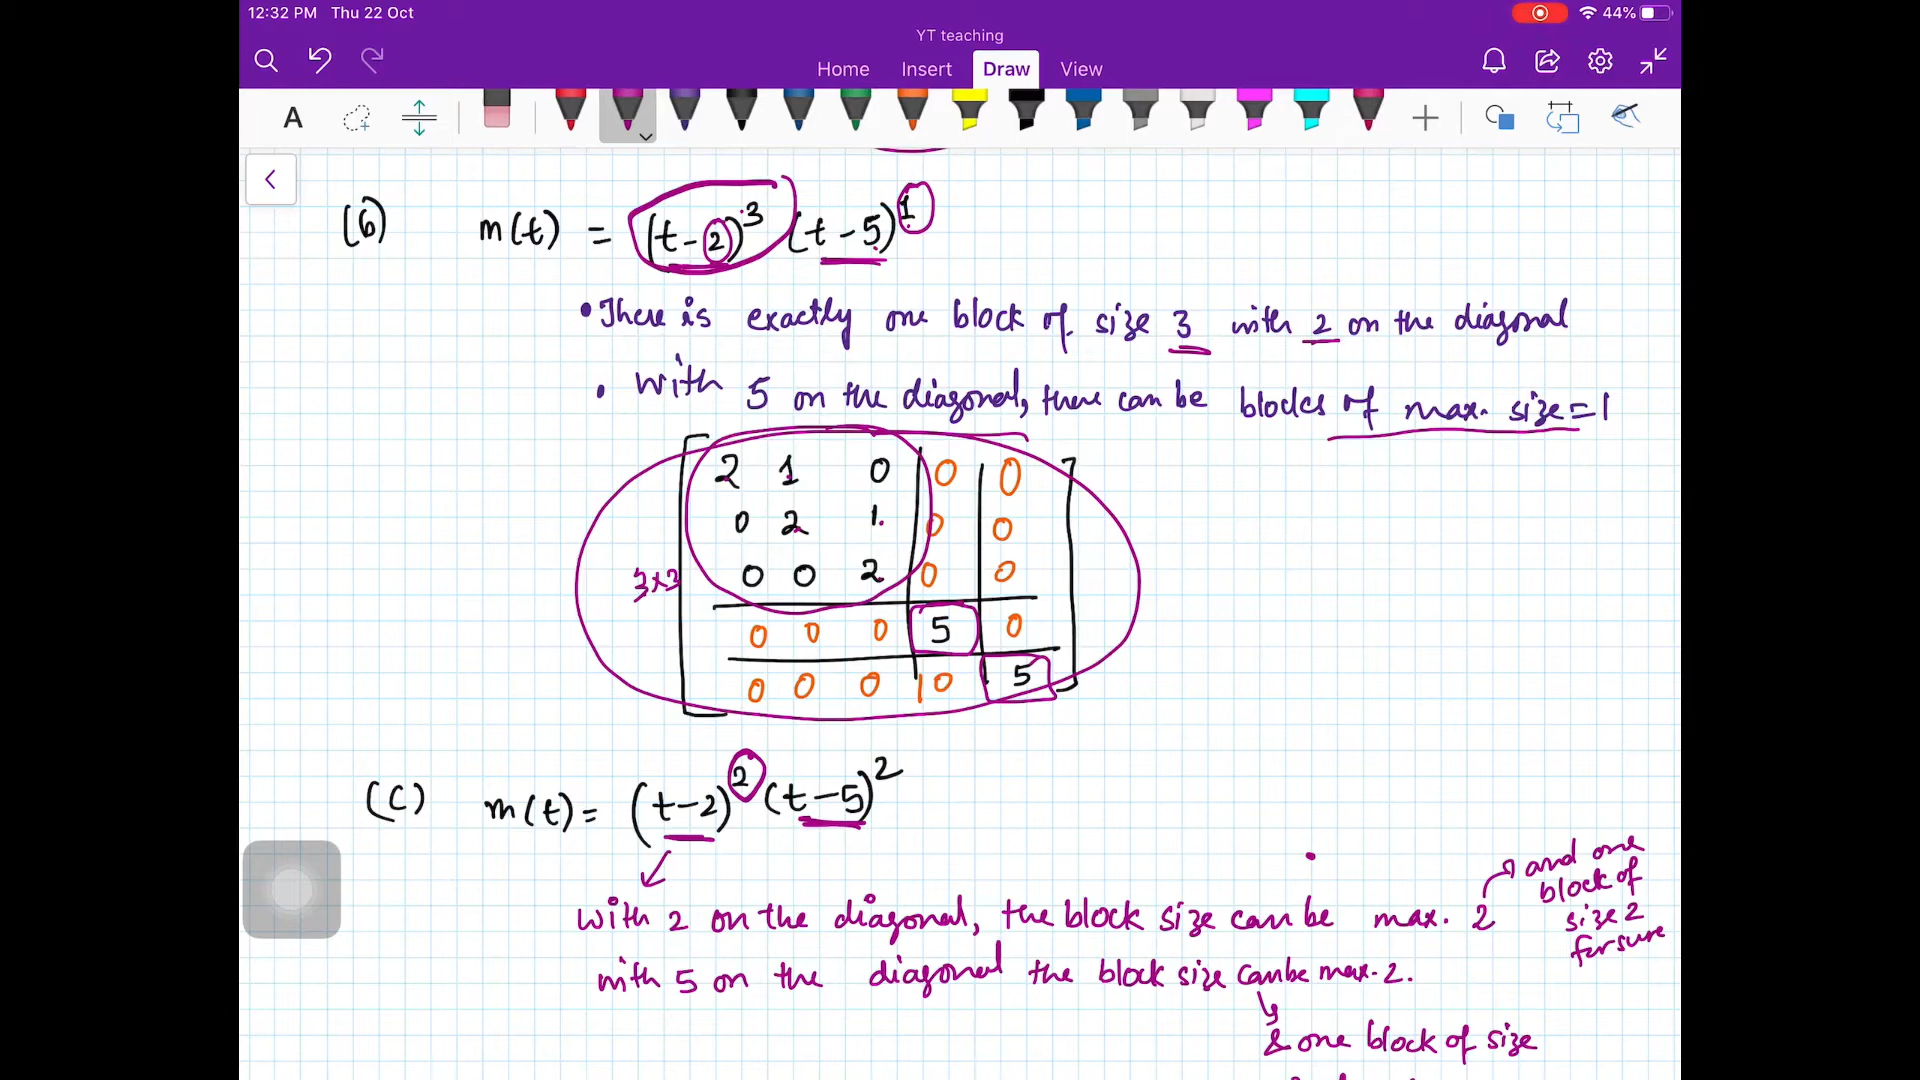 12:32 PM Thu 22 Oct
44%
YT teaching
Home Insert Draw View
A
(b) m(t) = (t-2)³ (t-5)¹
• There is exactly one block of size 3 with 2 on the diagonal
• With 5 on the diagonal, there can be blocks of max. size = 1
2 1 0 0 0
0 2 1 0 0
3×3 0 0 2 0 0
0 0 0 5 0
0 0 0 0 5
(C) m(t) = (t-2)² (t-5)²
with 2 on the diagonal, the block size can be max. 2
and one
block of
size 2
for sure
with 5 on the diagonal the block size can be max. 2.
& one block of size